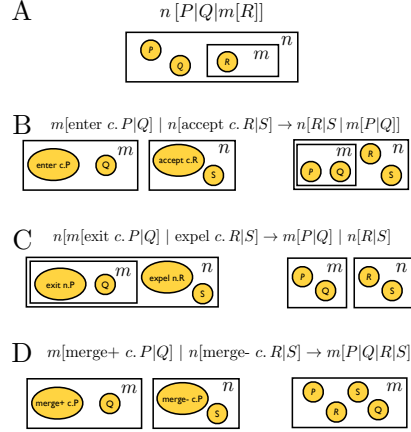 A
n [P|Q|m[R]]
P
Q
R
m
n
B
m[enter c. P|Q] | n[accept c. R|S] → n[R|S | m[P|Q]]
enter c.P
Q
m
accept c.R
S
n
P
Q
m
R
S
n
C
n[m[exit c. P|Q] | expel c. R|S] → m[P|Q] | n[R|S]
exit n.P
Q
m
expel n.R
S
n
P
Q
m
R
S
n
D
m[merge+ c. P|Q] | n[merge- c. R|S] → m[P|Q|R|S]
merge+ c.P
Q
m
merge- c.P
S
n
P
S
R
Q
m